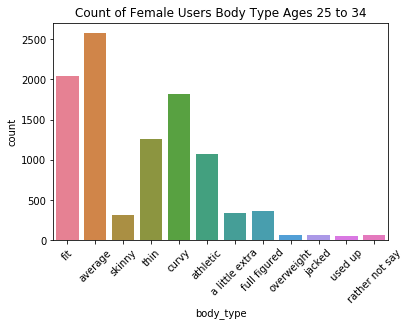 Count of Female Users Body Type Ages 25 to 34
count
2500
2000
1500
1000
500
0
fit
average
skinny
thin
curvy
athletic
a little extra
full figured
overweight
jacked
used up
rather not say
body_type